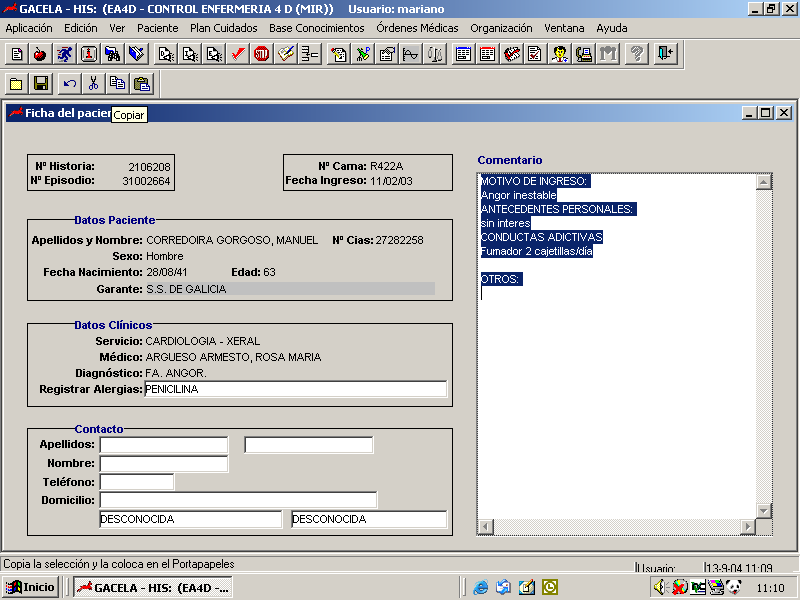 GACELA - HIS: (EA4D - CONTROL ENFERMERIA 4 D (MIR)) Usuario: mariano
Aplicación Edición Ver Paciente Plan Cuidados Base Conocimientos Órdenes Médicas Organización Ventana Ayuda
Ficha del pacien
Copiar
Nº Historia: 2106208
Nº Episodio: 31002664
Nº Cama: R422A
Fecha Ingreso: 11/02/03
Datos Paciente
Apellidos y Nombre: CORREDOIRA GORGOSO, MANUEL Nº Cias: 27282258
Sexo: Hombre
Fecha Nacimiento: 28/08/41 Edad: 63
Garante: S.S. DE GALICIA
Datos Clínicos
Servicio: CARDIOLOGIA - XERAL
Médico: ARGUESO ARMESTO, ROSA MARIA
Diagnóstico: FA. ANGOR.
Registrar Alergias: PENICILINA
Contacto
Apellidos:
Nombre:
Teléfono:
Domicilio:
DESCONOCIDA DESCONOCIDA
Comentario
MOTIVO DE INGRESO:
Angor inestable
ANTECEDENTES PERSONALES:
sin interes
CONDUCTAS ADICTIVAS
Fumador 2 cajetillas/día
OTROS:
Copia la selección y la coloca en el Portapapeles
Usuario: 13-9-04 11:09
Inicio GACELA - HIS: (EA4D -... 11:10